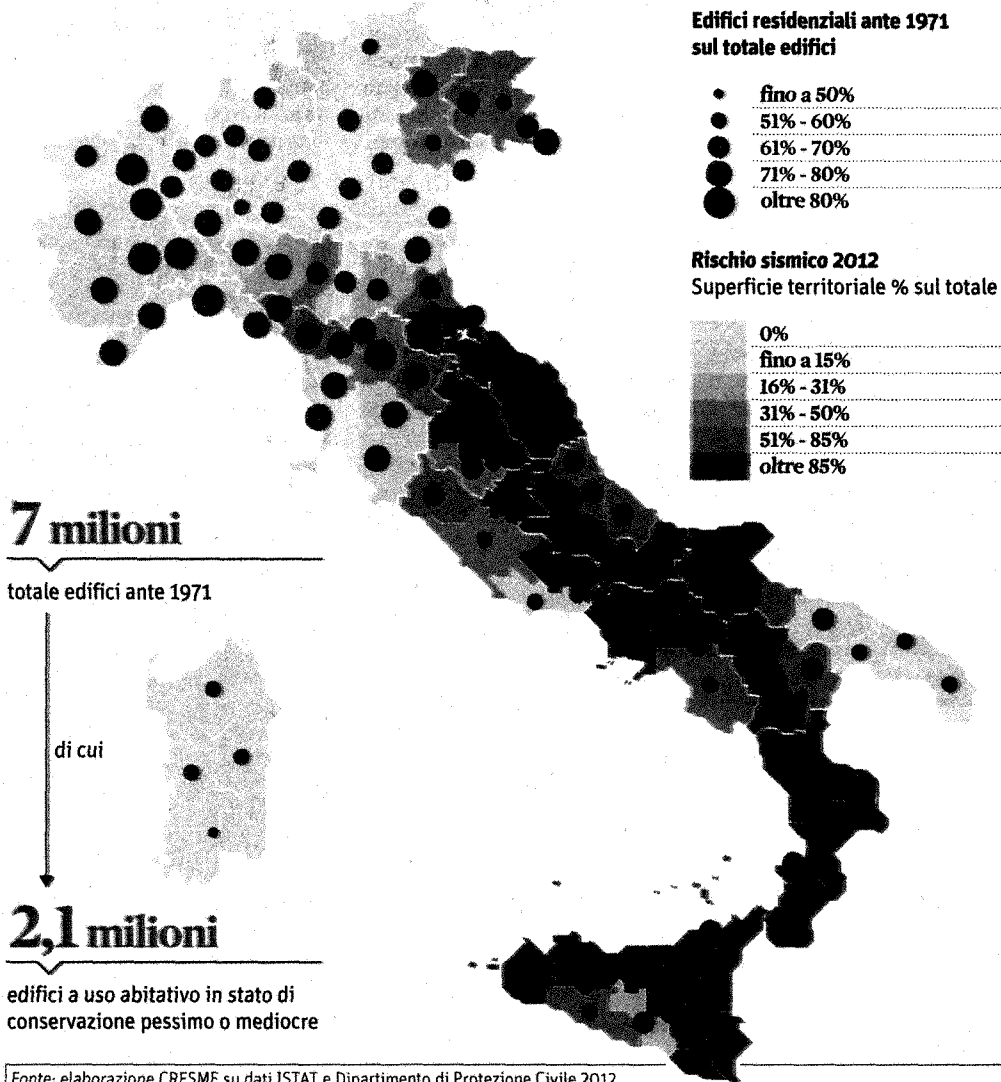 Edifici residenziali ante 1971
sul totale edifici
fino a 50%
51% - 60%
61% - 70%
71% - 80%
oltre 80%
Rischio sismico 2012
Superficie territoriale % sul totale
0%
fino a 15%
16% - 31%
31% - 50%
51% - 85%
oltre 85%
7 milioni
totale edifici ante 1971
di cui
2,1 milioni
edifici a uso abitativo in stato di
conservazione pessimo o mediocre
Fonte: elaborazione CRESME su dati ISTAT e Dipartimento di Protezione Civile 2012